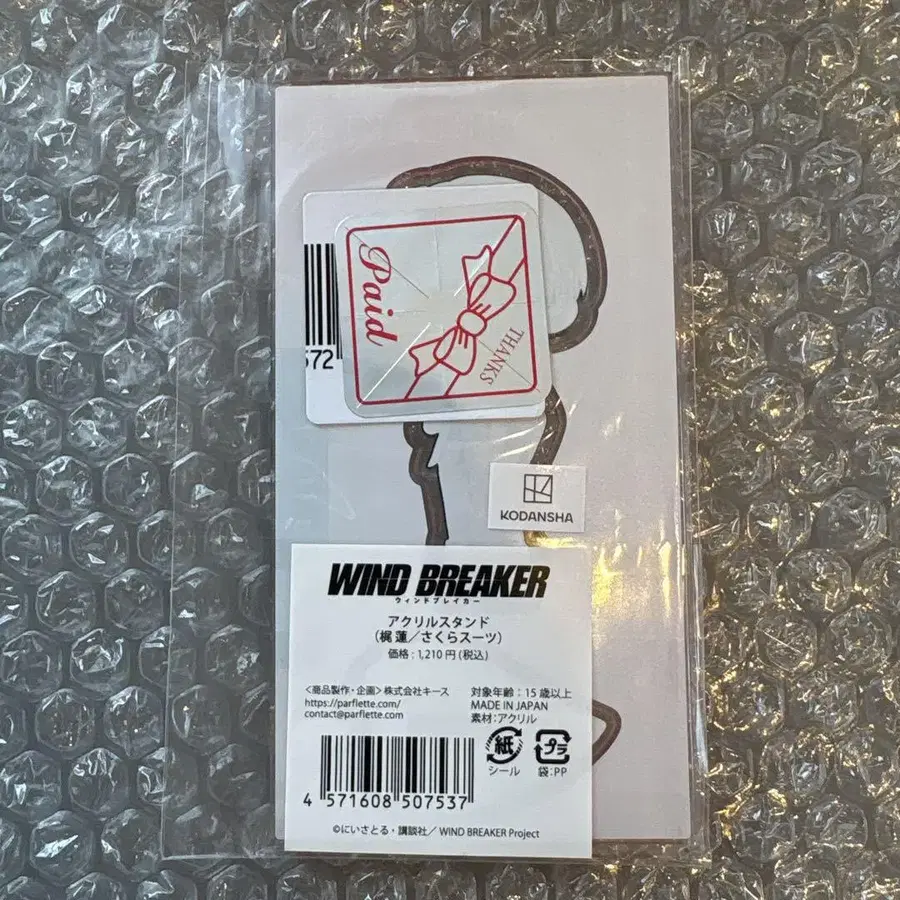 Paid
THANKS
572
KODANSHA
WIND BREAKER
ウィンドブレイカー
アクリルスタンド
(梶 蓮/さくらスーツ)
価格:1,210円(税込)
<商品製作・企画>株式会社キース
https://parflette.com/
contact@parflette.com
対象年齢:15歳以上
MADE IN JAPAN
素材:アクリル
紙
シール
プラ
袋:PP
4 571608 507537
©にいさとる・講談社/WIND BREAKER Project